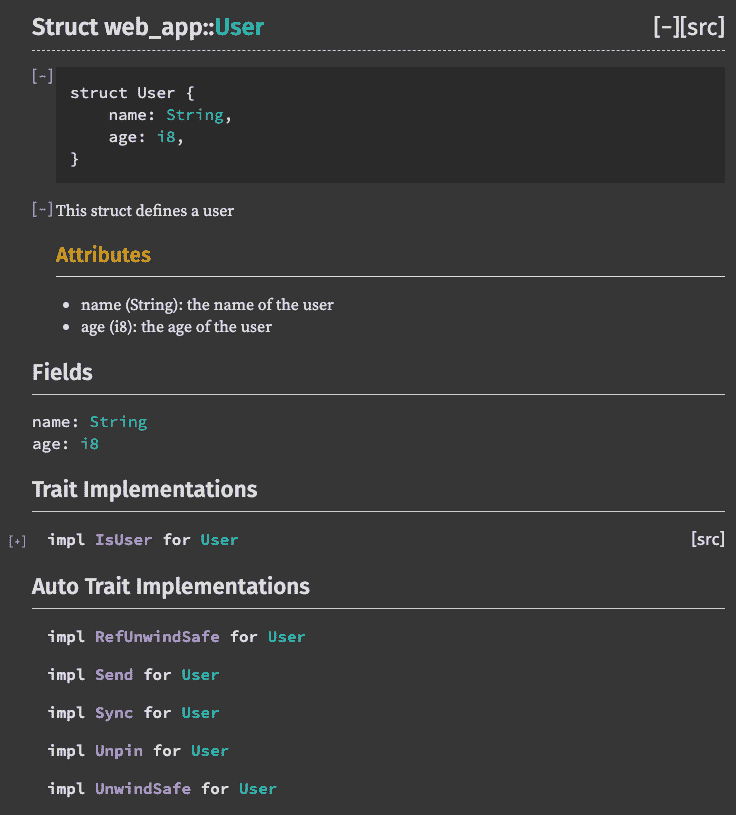 Struct web_app::User [-][src]
[-]
struct User {
    name: String,
    age: i8,
}
[-] This struct defines a user
Attributes
• name (String): the name of the user
• age (i8): the age of the user
Fields
name: String
age: i8
Trait Implementations
[+] impl IsUser for User [src]
Auto Trait Implementations
impl RefUnwindSafe for User
impl Send for User
impl Sync for User
impl Unpin for User
impl UnwindSafe for User